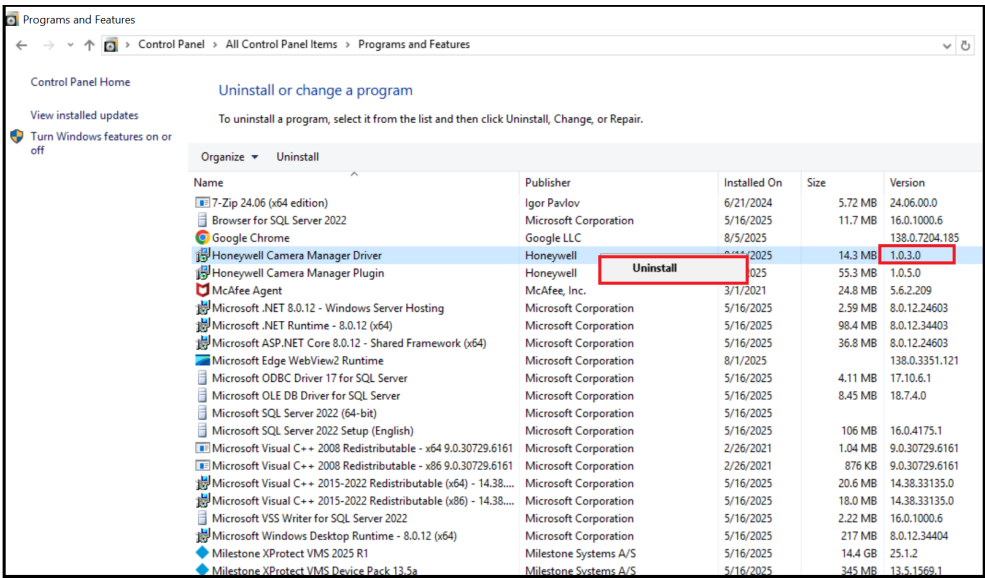 Programs and Features
Control Panel > All Control Panel Items > Programs and Features
Control Panel Home
View installed updates
Turn Windows features on or
off
Uninstall or change a program
To uninstall a program, select it from the list and then click Uninstall, Change, or Repair.
Organize Uninstall
Name Publisher Installed On Size Version
7-Zip 24.06 (x64 edition) Igor Pavlov 6/21/2024 5.72 MB 24.06.00.0
Browser for SQL Server 2022 Microsoft Corporation 5/16/2025 11.7 MB 16.0.1000.6
Google Chrome Google LLC 8/5/2025 138.0.7204.185
Honeywell Camera Manager Driver Honeywell 8/11/2025 14.3 MB 1.0.3.0
Uninstall
Honeywell Camera Manager Plugin Honeywell 025 55.3 MB 1.0.5.0
McAfee Agent McAfee, Inc. 3/1/2021 24.8 MB 5.6.2.209
Microsoft .NET 8.0.12 - Windows Server Hosting Microsoft Corporation 5/16/2025 2.59 MB 8.0.12.24603
Microsoft .NET Runtime - 8.0.12 (x64) Microsoft Corporation 5/16/2025 98.4 MB 8.0.12.34403
Microsoft ASP.NET Core 8.0.12 - Shared Framework (x64) Microsoft Corporation 5/16/2025 36.8 MB 8.0.12.24603
Microsoft Edge WebView2 Runtime Microsoft Corporation 8/1/2025 138.0.3351.121
Microsoft ODBC Driver 17 for SQL Server Microsoft Corporation 5/16/2025 4.11 MB 17.10.6.1
Microsoft OLE DB Driver for SQL Server Microsoft Corporation 5/16/2025 8.45 MB 18.7.4.0
Microsoft SQL Server 2022 (64-bit) Microsoft Corporation 5/16/2025
Microsoft SQL Server 2022 Setup (English) Microsoft Corporation 5/16/2025 106 MB 16.0.4175.1
Microsoft Visual C++ 2008 Redistributable - x64 9.0.30729.6161 Microsoft Corporation 2/26/2021 1.04 MB 9.0.30729.6161
Microsoft Visual C++ 2008 Redistributable - x86 9.0.30729.6161 Microsoft Corporation 2/26/2021 876 KB 9.0.30729.6161
Microsoft Visual C++ 2015-2022 Redistributable (x64) - 14.38.... Microsoft Corporation 5/16/2025 20.6 MB 14.38.33135.0
Microsoft Visual C++ 2015-2022 Redistributable (x86) - 14.38.... Microsoft Corporation 5/16/2025 18.0 MB 14.38.33135.0
Microsoft VSS Writer for SQL Server 2022 Microsoft Corporation 5/16/2025 2.22 MB 16.0.1000.6
Microsoft Windows Desktop Runtime - 8.0.12 (x64) Microsoft Corporation 5/16/2025 217 MB 8.0.12.34404
Milestone XProtect VMS 2025 R1 Milestone Systems A/S 5/16/2025 14.4 GB 25.1.2
Milestone XProtect VMS Device Pack 13.5a Milestone Systems A/S 5/16/2025 345 MB 13.5.1569.1